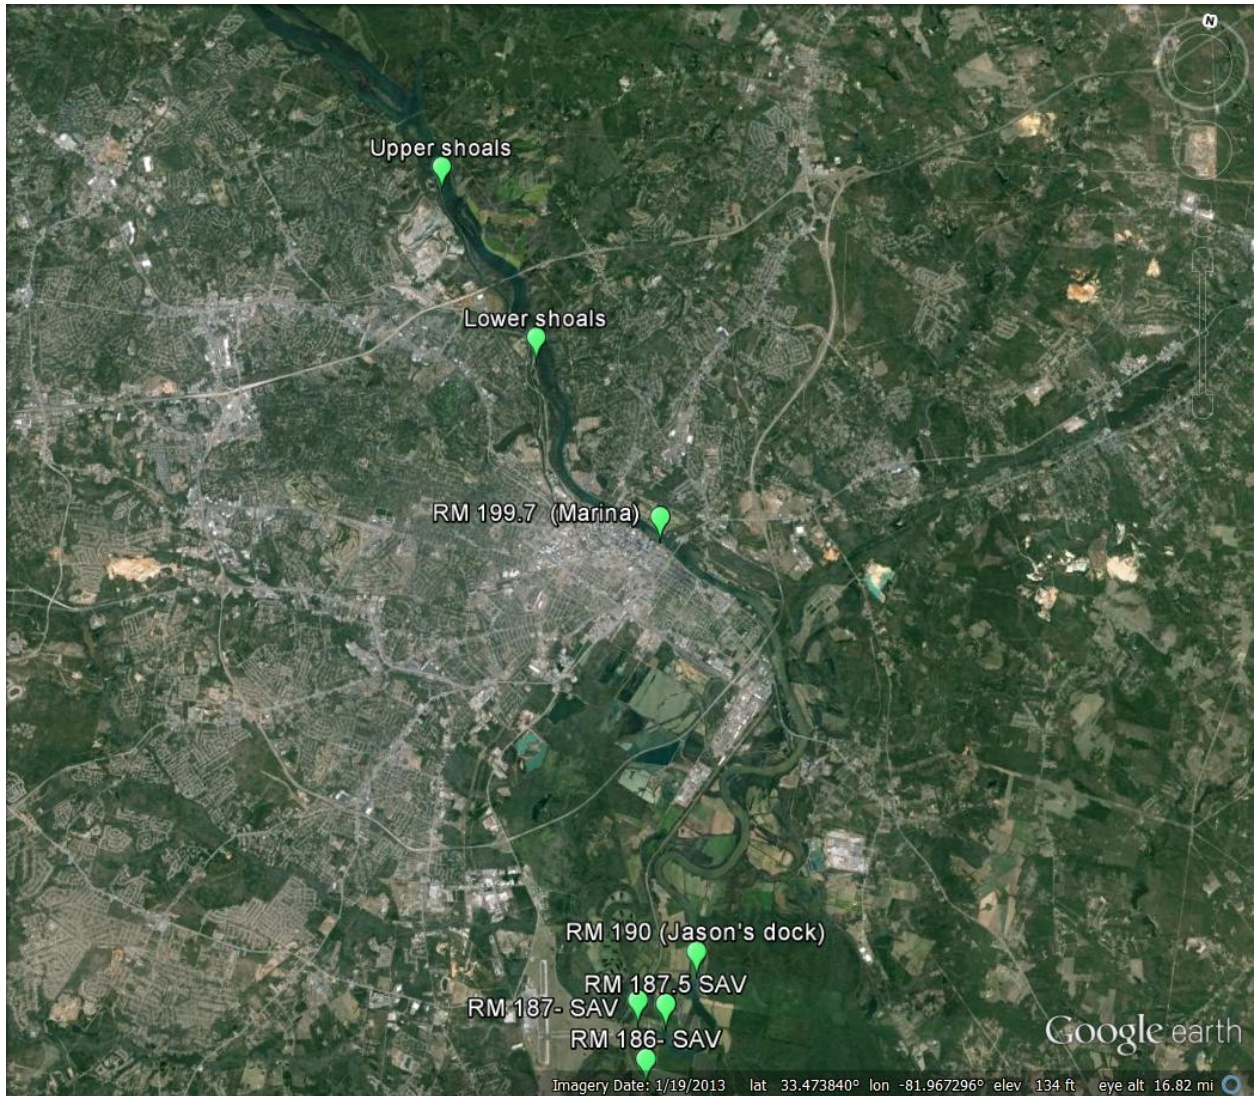 N
Upper shoals
Lower shoals
RM 199.7  (Marina)
RM 190 (Jason's dock)
RM 187.5 SAV
RM 187- SAV
RM 186- SAV
Google earth
Imagery Date: 1/19/2013    lat  33.473840°  lon  -81.967296°  elev  134 ft    eye alt  16.82 mi